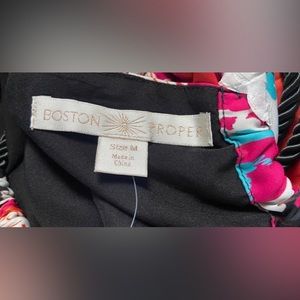 BOSTON PROPER
Size M
Made in
China